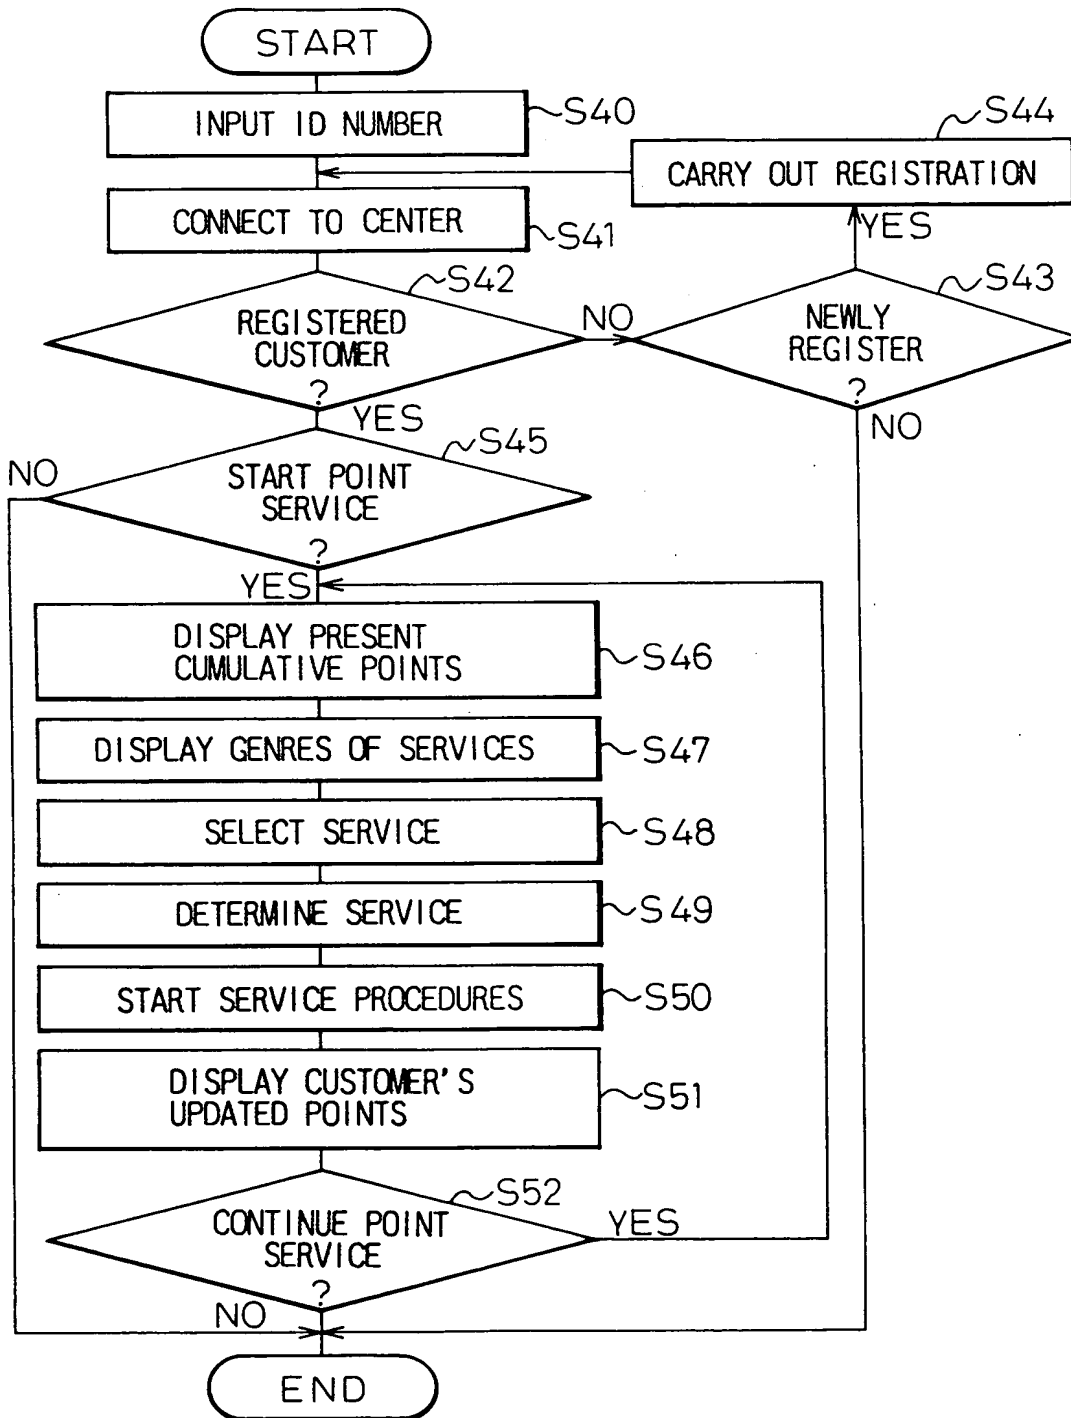 START
INPUT ID NUMBER
S40
S44
CARRY OUT REGISTRATION
CONNECT TO CENTER
S41
YES
S42
REGISTERED
CUSTOMER
?
NO
S43
NEWLY
REGISTER
?
YES
NO
S45
NO
START POINT
SERVICE
?
YES
DISPLAY PRESENT
CUMULATIVE POINTS
S46
DISPLAY GENRES OF SERVICES
S47
SELECT SERVICE
S48
DETERMINE SERVICE
S49
START SERVICE PROCEDURES
S50
DISPLAY CUSTOMER'S
UPDATED POINTS
S51
S52
CONTINUE POINT
SERVICE
?
YES
NO
END